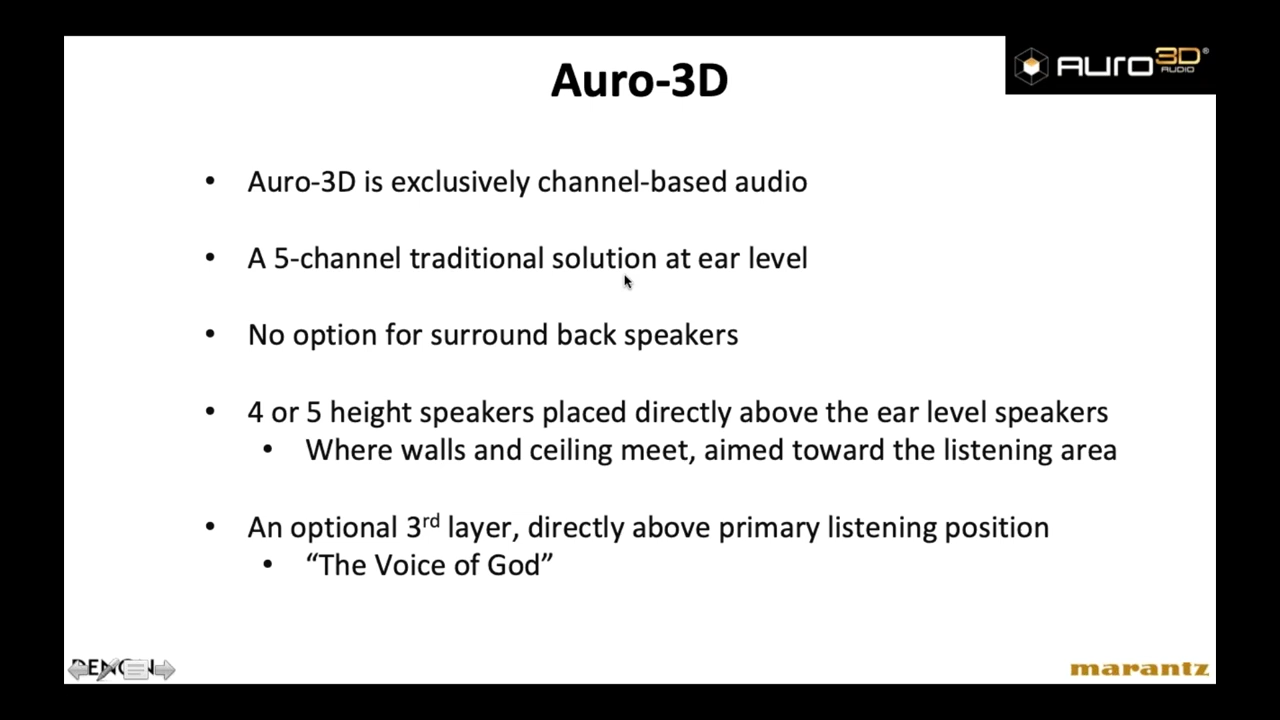 Auro-3D
AURO 3D®
AUDIO
• Auro-3D is exclusively channel-based audio
• A 5-channel traditional solution at ear level
• No option for surround back speakers
• 4 or 5 height speakers placed directly above the ear level speakers
• Where walls and ceiling meet, aimed toward the listening area
• An optional 3rd layer, directly above primary listening position
• “The Voice of God”
DENON
marantz